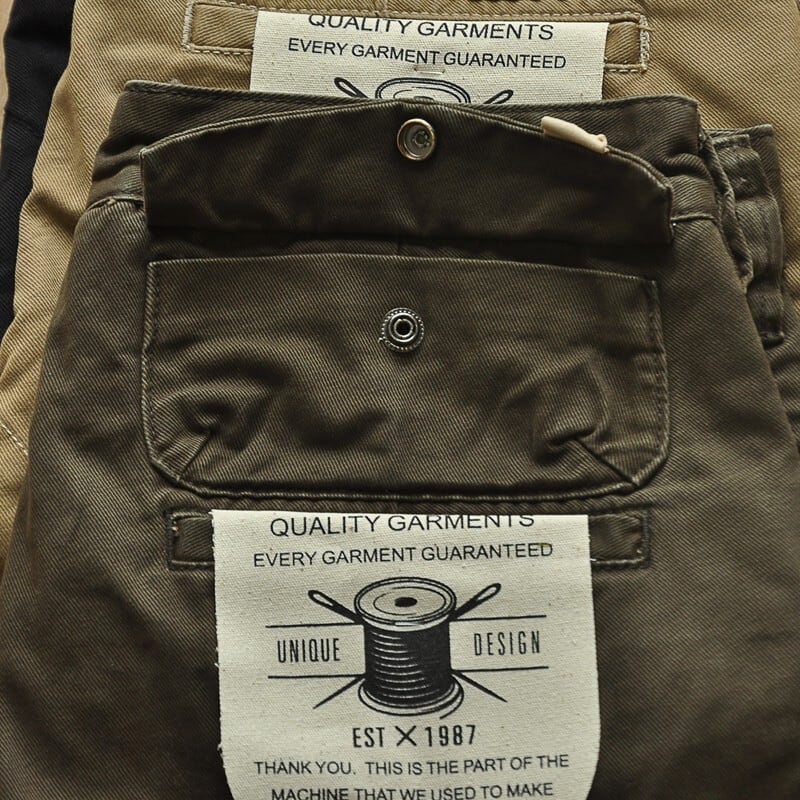 QUALITY GARMENTS
EVERY GARMENT GUARANTEED
QUALITY GARMENTS
EVERY GARMENT GUARANTEED
UNIQUE DESIGN
EST X 1987
THANK YOU. THIS IS THE PART OF THE
MACHINE THAT WE USED TO MAKE